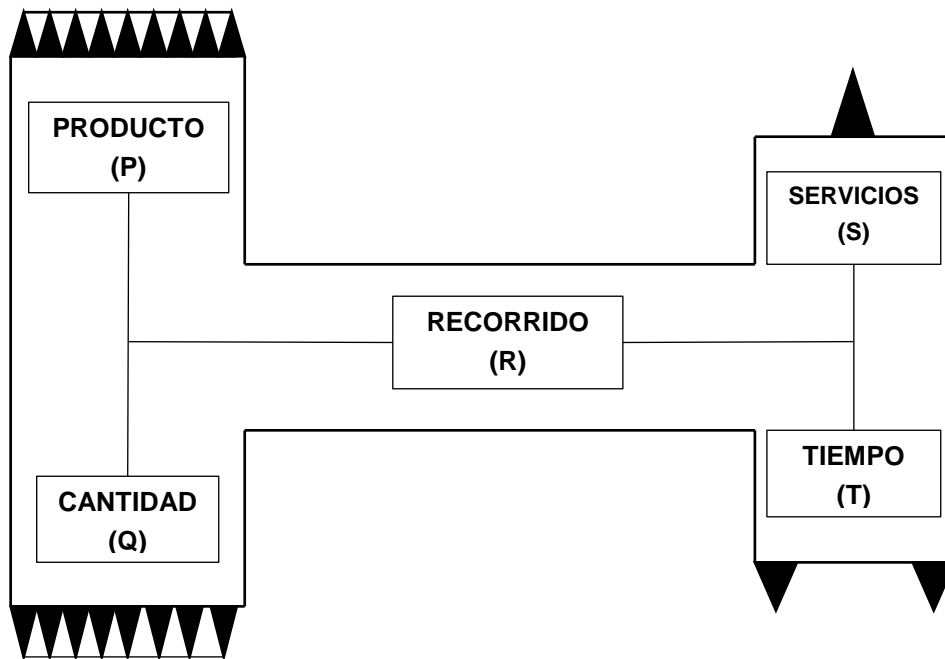 PRODUCTO
(P)
SERVICIOS
(S)
RECORRIDO
(R)
CANTIDAD
(Q)
TIEMPO
(T)